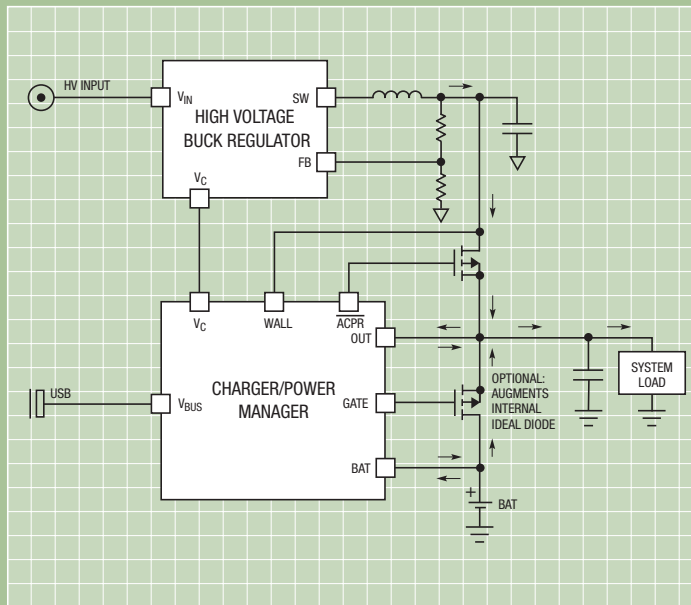 HV INPUT
VIN
HIGH VOLTAGE
BUCK REGULATOR
SW
FB
VC
VC
WALL
ACPR
OUT
CHARGER/POWER
MANAGER
USB
VBUS
GATE
BAT
OPTIONAL:
AUGMENTS
INTERNAL
IDEAL DIODE
SYSTEM
LOAD
+
BAT